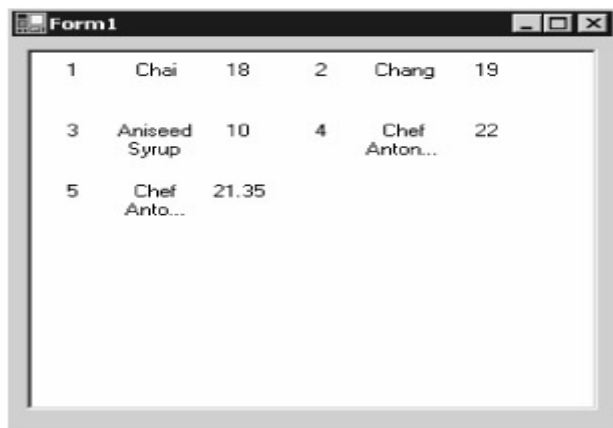 Form1
1 Chai 18 2 Chang 19
3 Aniseed Syrup 10 4 Chef Anton... 22
5 Chef Anto... 21.35